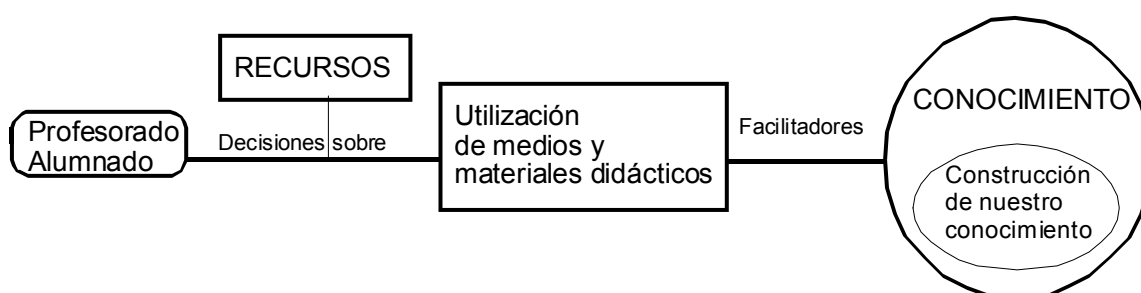 RECURSOS
Profesorado
Alumnado
Decisiones sobre
Utilización
de medios y
materiales didácticos
Facilitadores
CONOCIMIENTO
Construcción
de nuestro
conocimiento